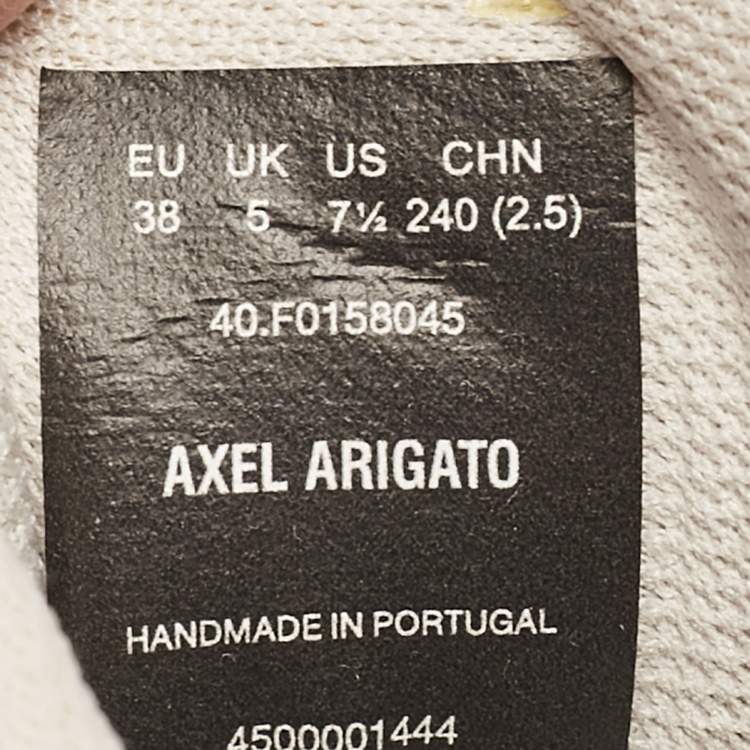 EU UK US CHN
38 5 7½ 240 (2.5)
40.F0158045
AXEL ARIGATO
HANDMADE IN PORTUGAL
4500001444